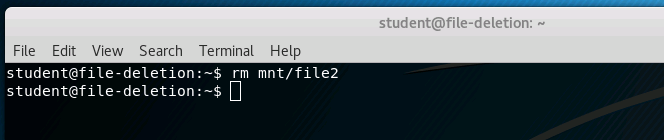 student@file-deletion: ~
File Edit View Search Terminal Help
student@file-deletion:~$ rm mnt/file2
student@file-deletion:~$